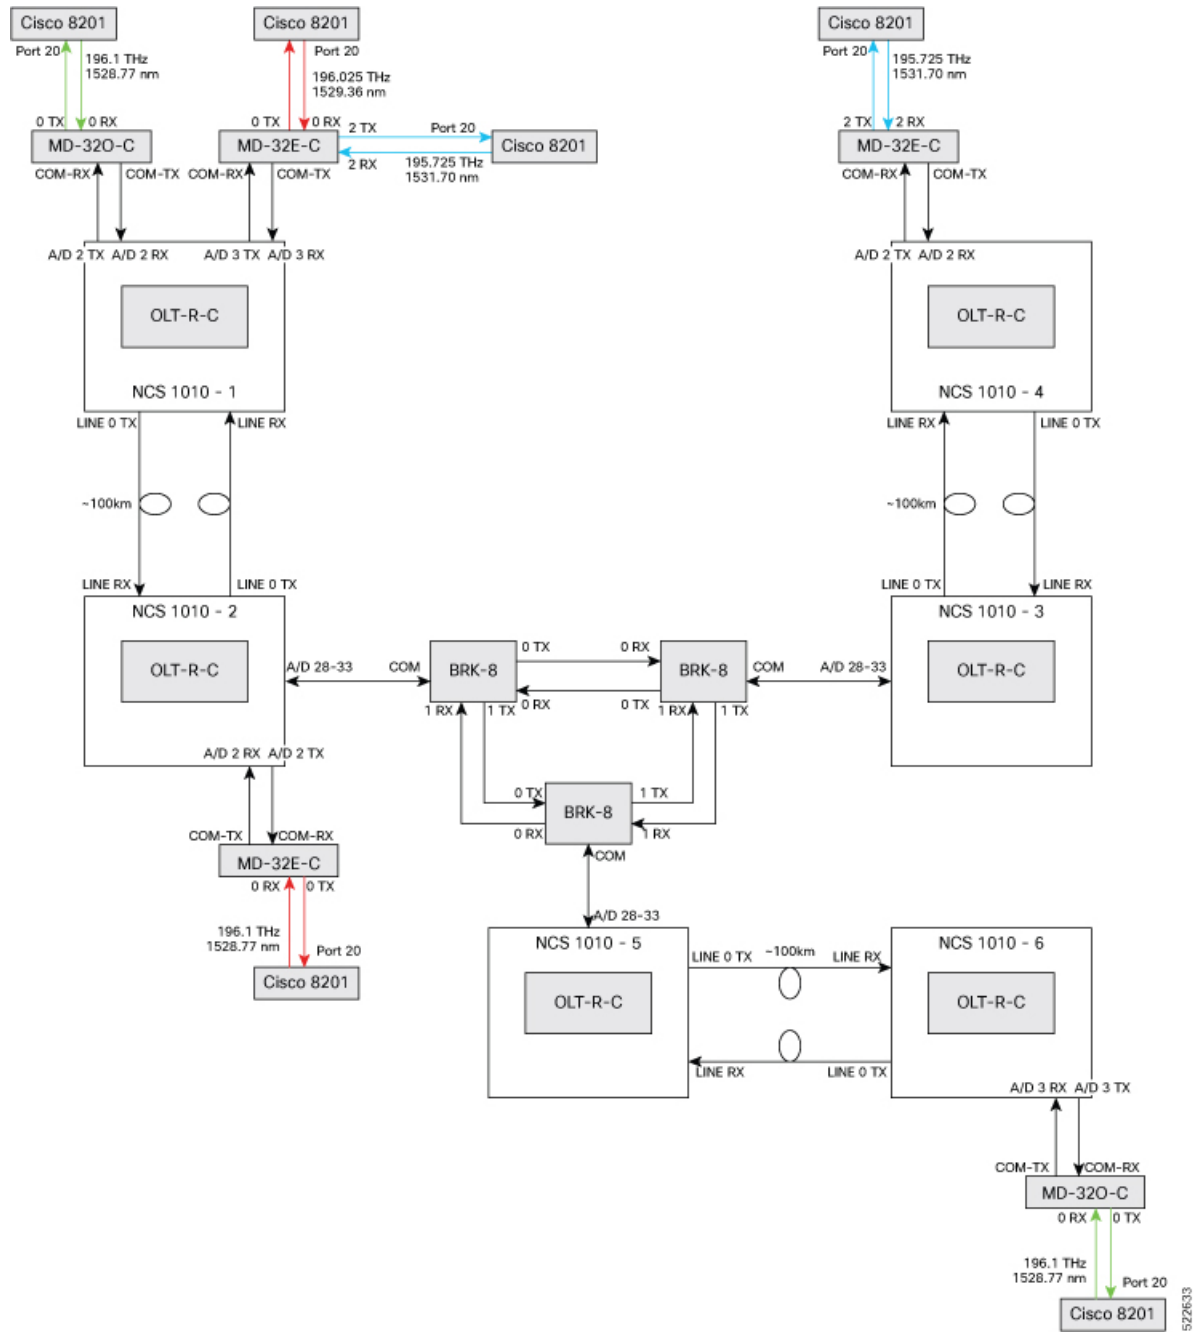 Cisco 8201
Cisco 8201
Cisco 8201
Port 20
196.1 THz
1528.77 nm
Port 20
196.025 THz
1529.36 nm
Port 20
195.725 THz
1531.70 nm
0 TX
0 RX
0 TX
0 RX
2 TX
Port 20
2 TX
2 RX
MD-32O-C
MD-32E-C
Cisco 8201
MD-32E-C
2 RX
195.725 THz
1531.70 nm
COM-RX
COM-TX
COM-RX
COM-TX
COM-RX
COM-TX
A/D 2 TX
A/D 2 RX
A/D 3 TX
A/D 3 RX
A/D 2 TX
A/D 2 RX
OLT-R-C
OLT-R-C
NCS 1010 - 1
NCS 1010 - 4
LINE 0 TX
LINE RX
LINE RX
LINE 0 TX
~100km
~100km
LINE RX
LINE 0 TX
LINE 0 TX
LINE RX
NCS 1010 - 2
NCS 1010 - 3
OLT-R-C
A/D 28-33
COM
BRK-8
0 TX
0 RX
BRK-8
COM
A/D 28-33
OLT-R-C
0 RX
0 TX
1 RX
1 TX
1 RX
1 TX
A/D 2 RX
A/D 2 TX
0 TX
BRK-8
1 TX
0 RX
1 RX
COM-TX
COM-RX
COM
MD-32E-C
0 RX
0 TX
196.1 THz
1528.77 nm
Port 20
Cisco 8201
A/D 28-33
NCS 1010 - 5
NCS 1010 - 6
LINE 0 TX
~100km
LINE RX
OLT-R-C
OLT-R-C
LINE RX
LINE 0 TX
A/D 3 RX
A/D 3 TX
COM-TX
COM-RX
MD-32O-C
0 RX
0 TX
196.1 THz
1528.77 nm
Port 20
Cisco 8201
522633